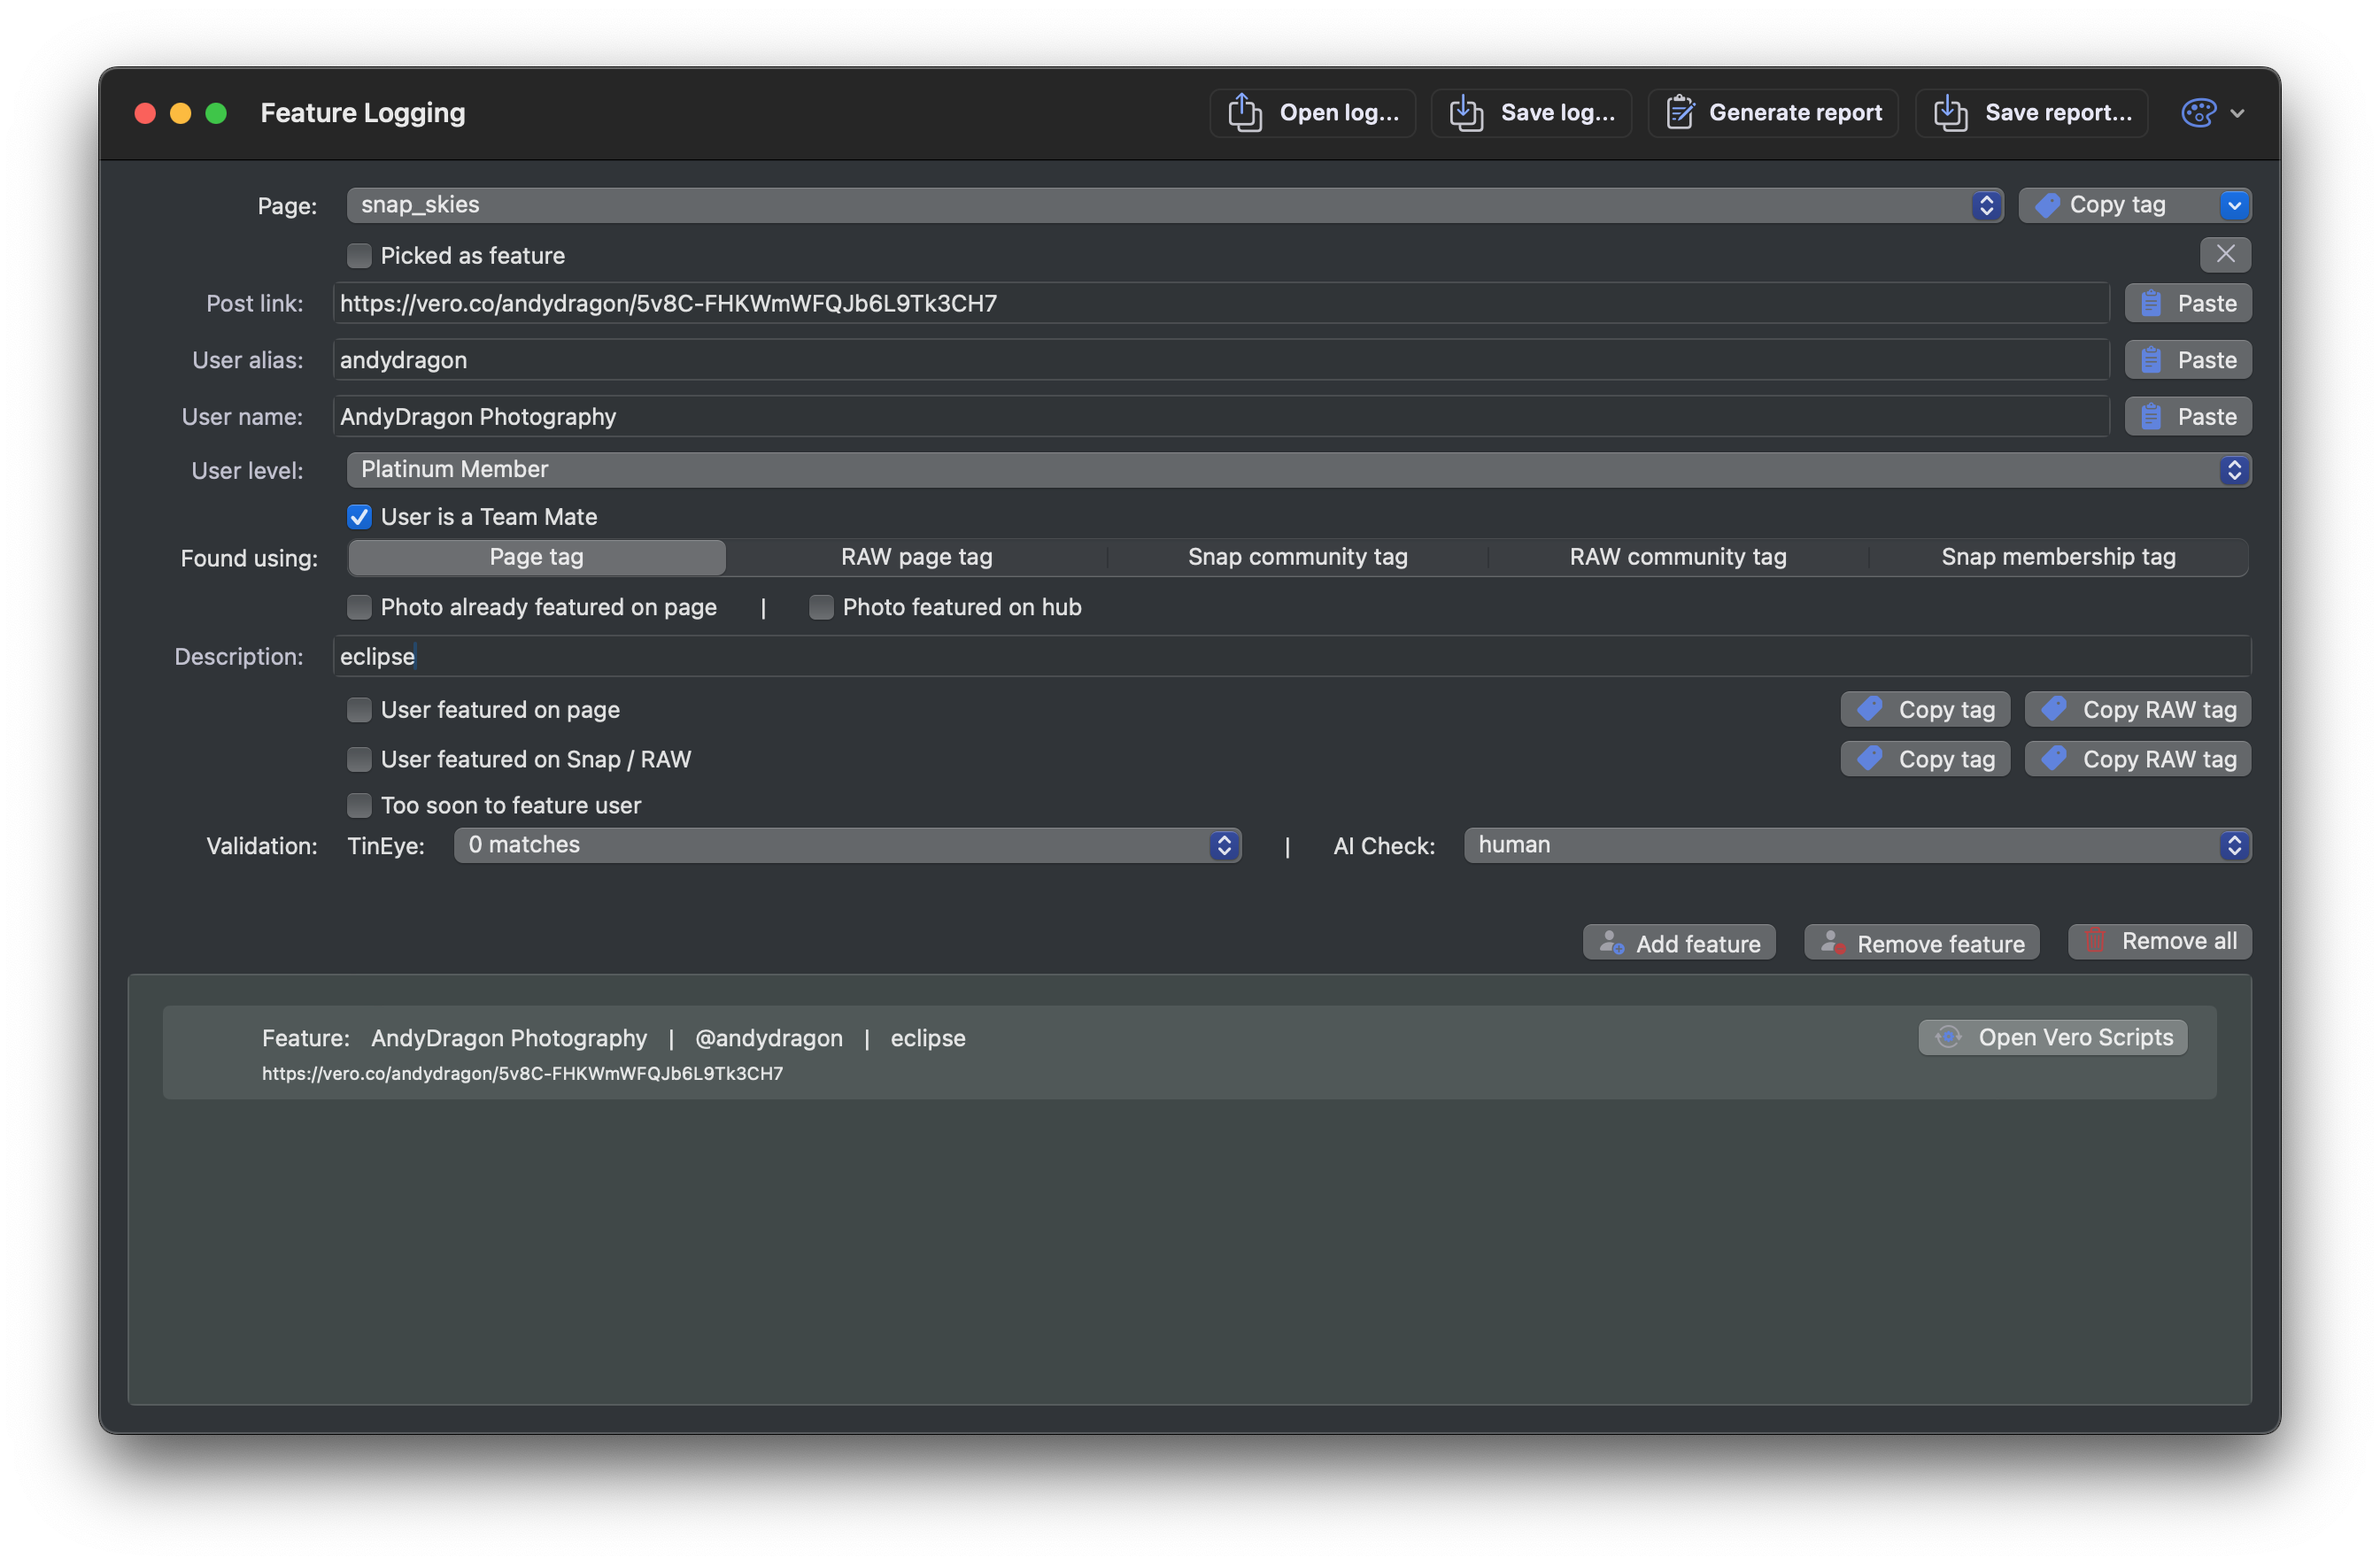 Feature Logging Open log... Save log... Generate report Save report...
Page: snap_skies Copy tag
Picked as feature
Post link: https://vero.co/andydragon/5v8C-FHKWmWFQJb6L9Tk3CH7 Paste
User alias: andydragon Paste
User name: AndyDragon Photography Paste
User level: Platinum Member
User is a Team Mate
Found using: Page tag RAW page tag Snap community tag RAW community tag Snap membership tag
Photo already featured on page | Photo featured on hub
Description: eclipse
User featured on page Copy tag Copy RAW tag
User featured on Snap / RAW Copy tag Copy RAW tag
Too soon to feature user
Validation: TinEye: 0 matches | AI Check: human
Add feature Remove feature Remove all
Feature: AndyDragon Photography | @andydragon | eclipse Open Vero Scripts
https://vero.co/andydragon/5v8C-FHKWmWFQJb6L9Tk3CH7